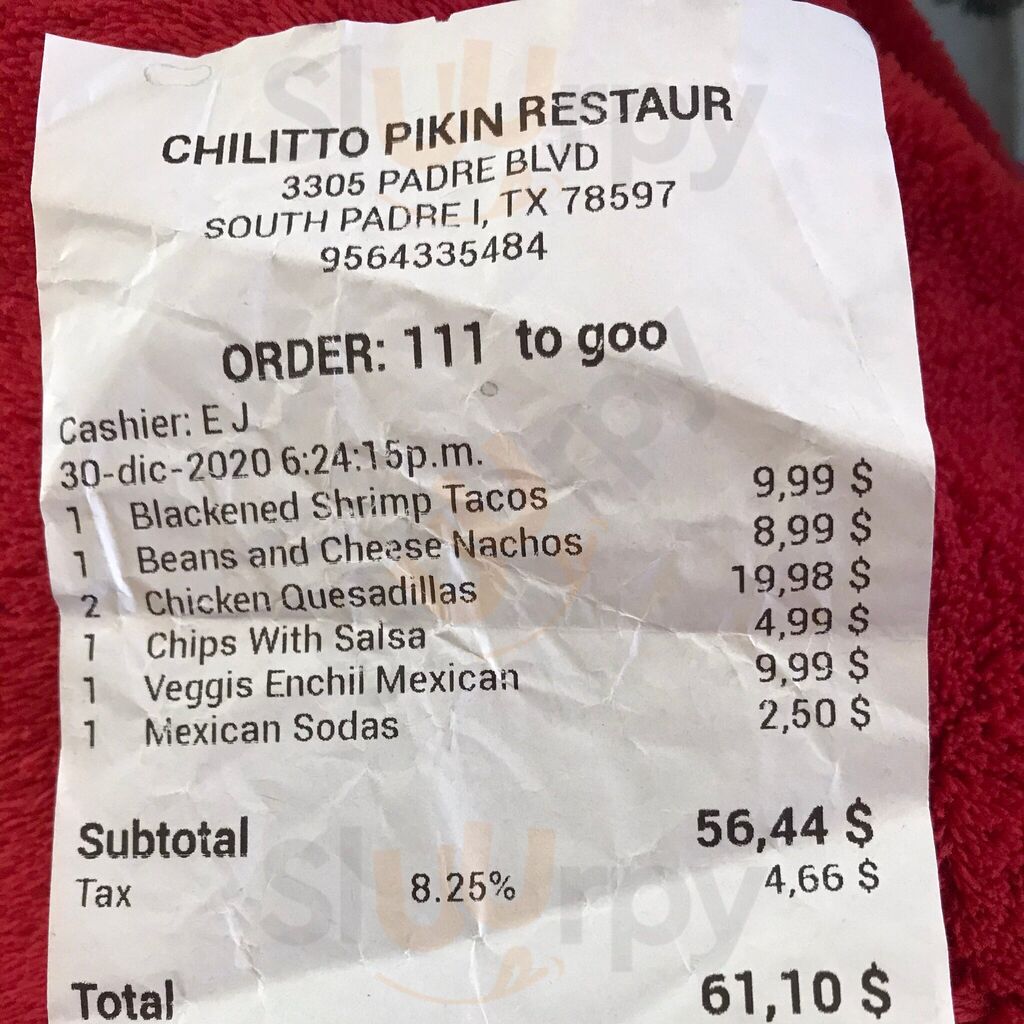 Sluurpy
CHILITTO PIKIN RESTAUR
3305 PADRE BLVD
SOUTH PADRE I, TX 78597
9564335484
ORDER: 111 to goo
Cashier: E J
30-dic-2020 6:24:15p.m.
1 Blackened Shrimp Tacos 9,99 $
1 Beans and Cheese Nachos 8,99 $
2 Chicken Quesadillas 19,98 $
1 Chips With Salsa 4,99 $
1 Veggis Enchil Mexican 9,99 $
1 Mexican Sodas 2,50 $
Subtotal 56,44 $
Tax 8.25% 4,66 $
Sluurpy
Total 61,10 $